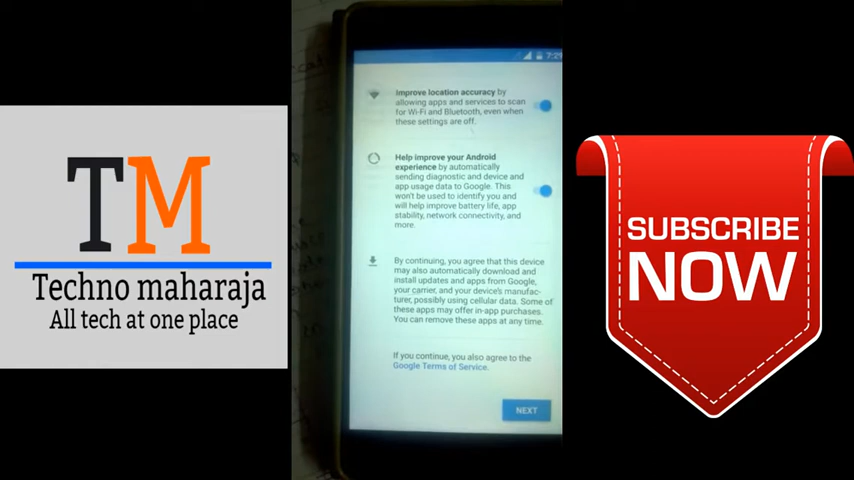 TM
Techno maharaja
All tech at one place
7:29
Improve location accuracy by
allowing apps and services to scan
for Wi-Fi and Bluetooth, even when
these settings are off.
Help improve your Android
experience by automatically
sending diagnostic and device and
app usage data to Google. This
won't be used to identify you and
will help improve battery life, app
stability, network connectivity, and
more.
By continuing, you agree that this device
may also automatically download and
install updates and apps from Google,
your carrier, and your device's manufac-
turer, possibly using cellular data. Some of
these apps may offer in-app purchases.
You can remove these apps at any time.
If you continue, you also agree to the
Google Terms of Service.
NEXT
SUBSCRIBE
NOW